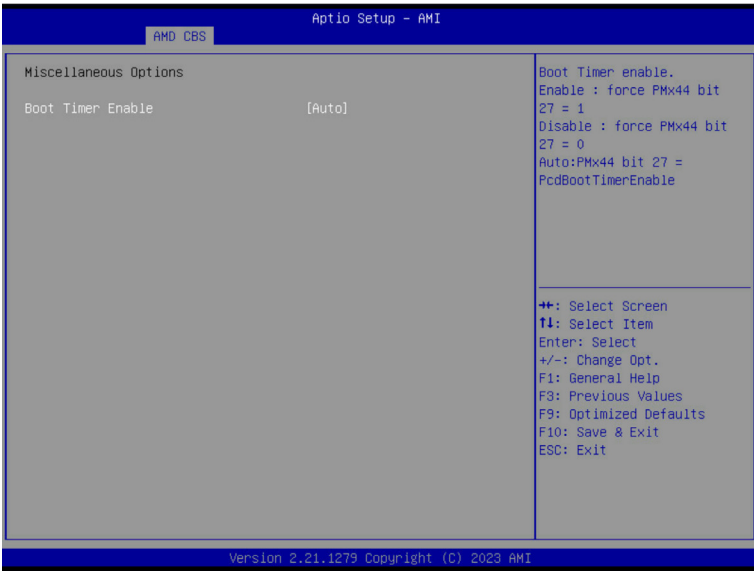 Aptio Setup – AMI
AMD CBS
Miscellaneous Options
Boot Timer Enable [Auto]
Boot Timer enable.
Enable : force PMx44 bit
27 = 1
Disable : force PMx44 bit
27 = 0
Auto:PMx44 bit 27 =
PcdBootTimerEnable
→←: Select Screen
↑↓: Select Item
Enter: Select
+/-: Change Opt.
F1: General Help
F3: Previous Values
F9: Optimized Defaults
F10: Save & Exit
ESC: Exit
Version 2.21.1279 Copyright (C) 2023 AMI